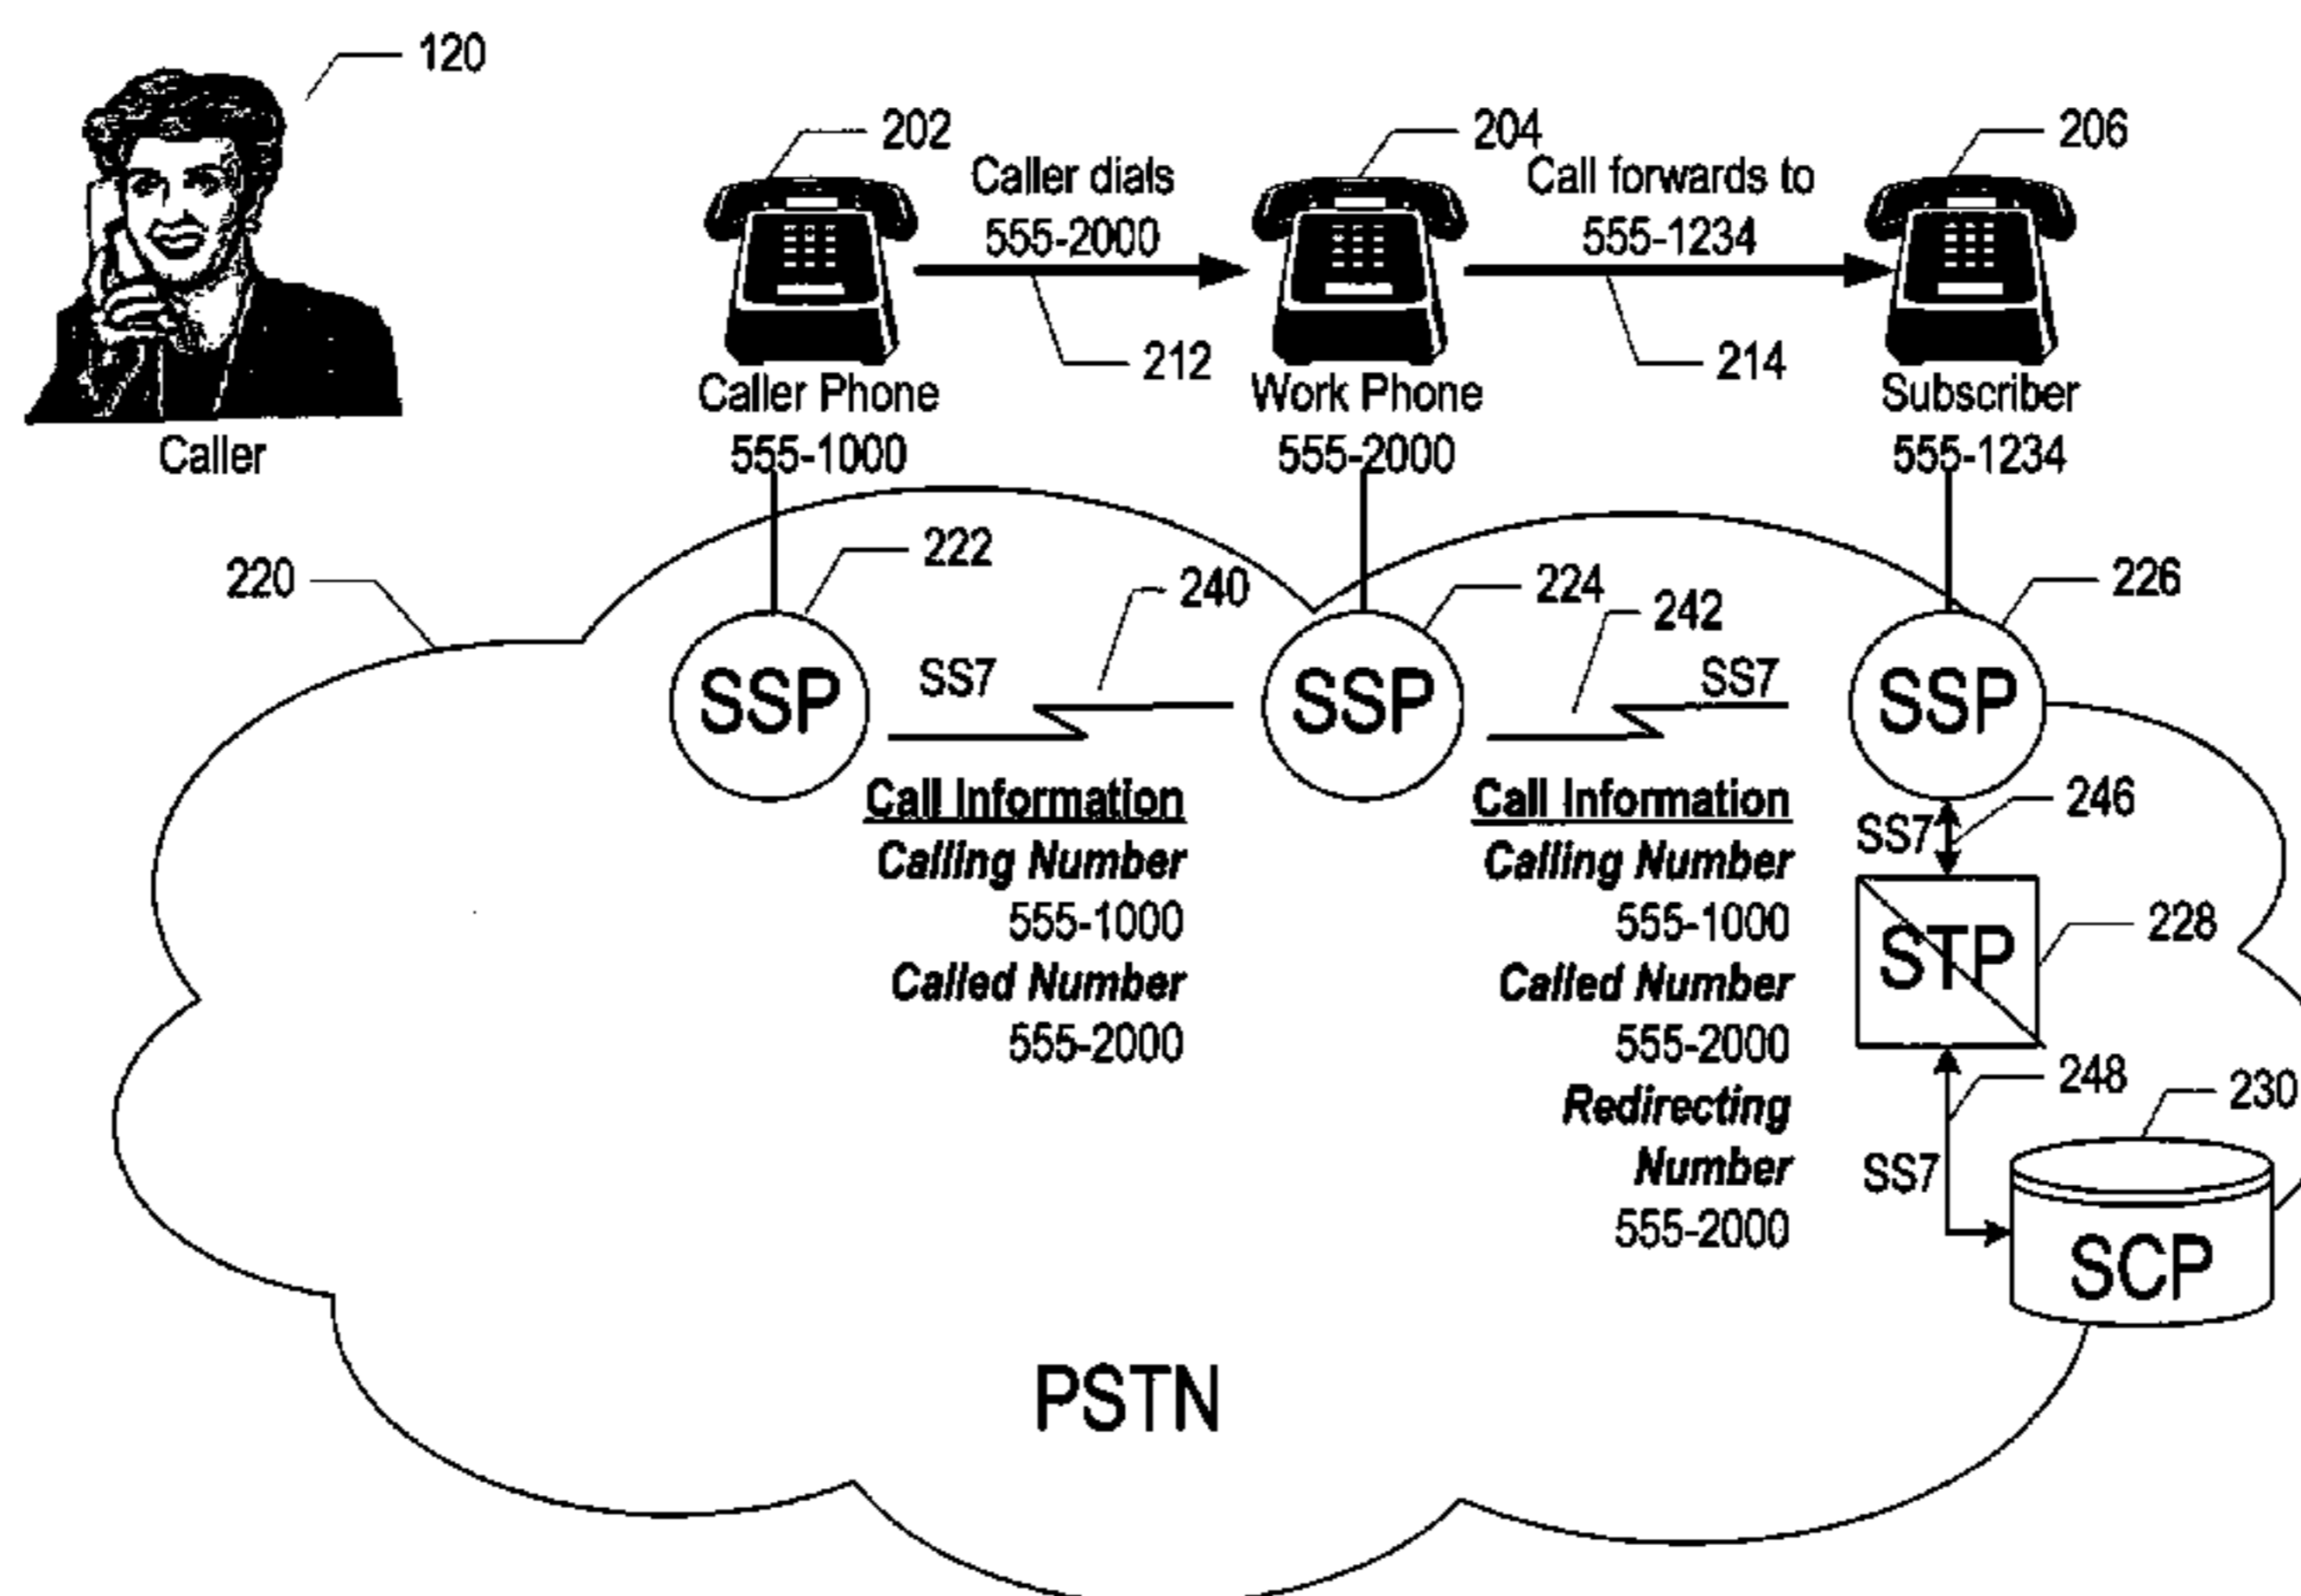 120
202
204
206
Caller dials
555-2000
Call forwards to
555-1234
212
214
Caller
Caller Phone
555-1000
Work Phone
555-2000
Subscriber
555-1234
220
222
240
224
242
226
SSP
SS7
SSP
SS7
SSP
Call Information
Calling Number
555-1000
Called Number
555-2000
Call Information
Calling Number
555-1000
Called Number
555-2000
Redirecting
Number
555-2000
246
SS7
STP
228
248
230
SS7
SCP
PSTN